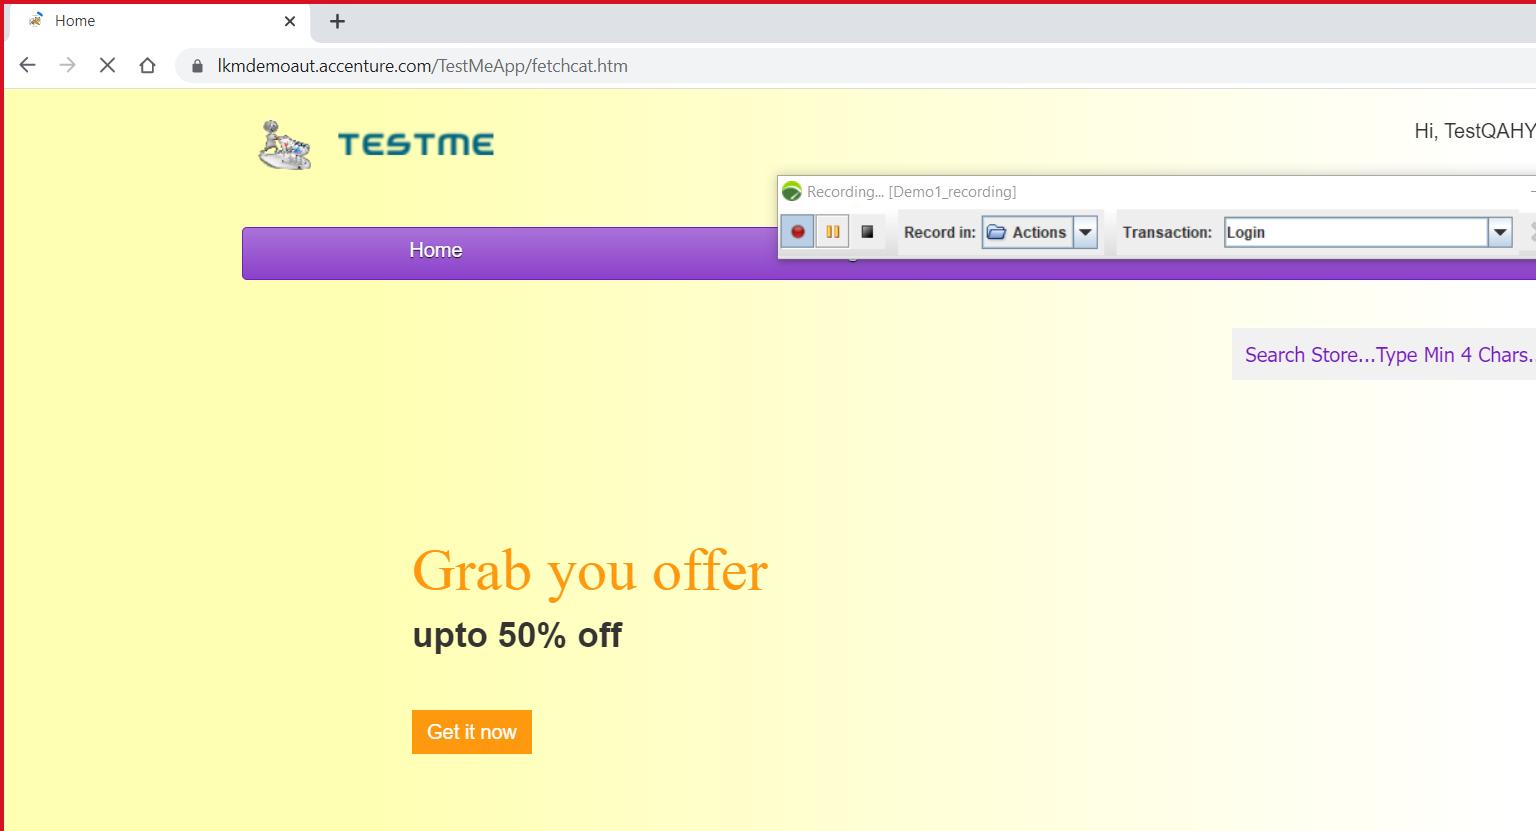 Home
lkmdemoaut.accenture.com/TestMeApp/fetchcat.htm
TESTME
Hi, TestQAHY
Recording... [Demo1_recording]
Record in: Actions Transaction: Login
Home
Search Store...Type Min 4 Chars.
Grab you offer
upto 50% off
Get it now